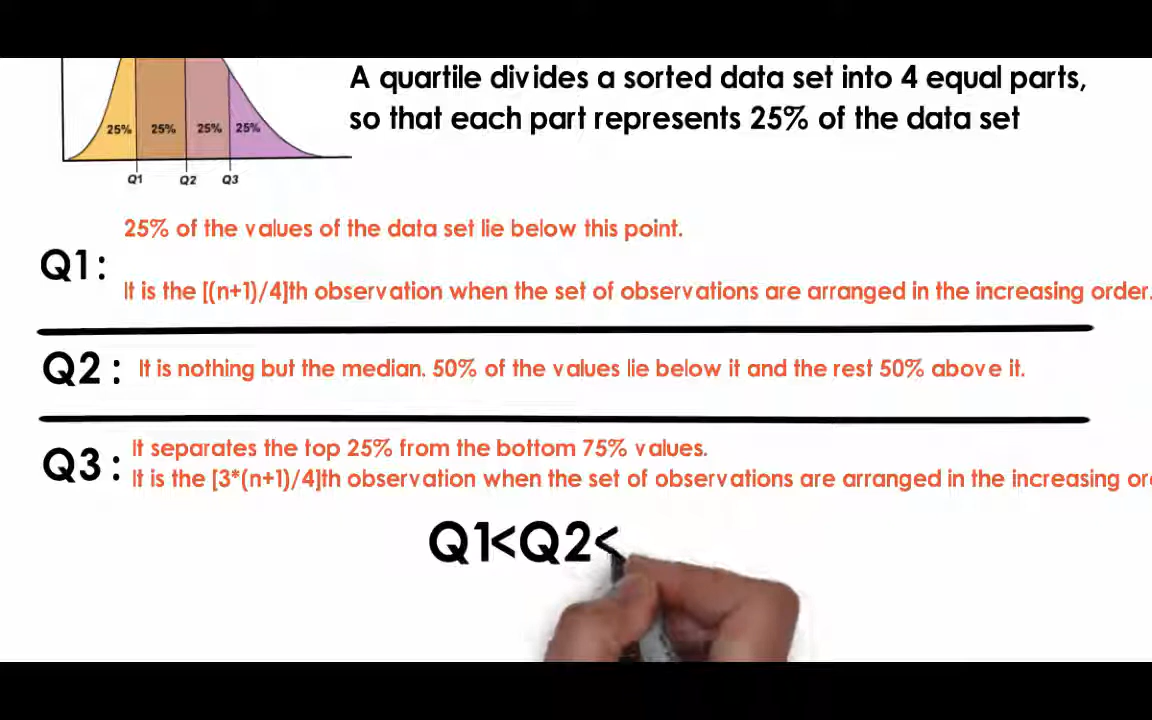 A quartile divides a sorted data set into 4 equal parts,
so that each part represents 25% of the data set
25% 25% 25% 25%
Q1 Q2 Q3
25% of the values of the data set lie below this point.
Q1:
It is the [(n+1)/4]th observation when the set of observations are arranged in the increasing order.
Q2 : It is nothing but the median. 50% of the values lie below it and the rest 50% above it.
It separates the top 25% from the bottom 75% values.
Q3 :
It is the [3*(n+1)/4]th observation when the set of observations are arranged in the increasing or
Q1<Q2<